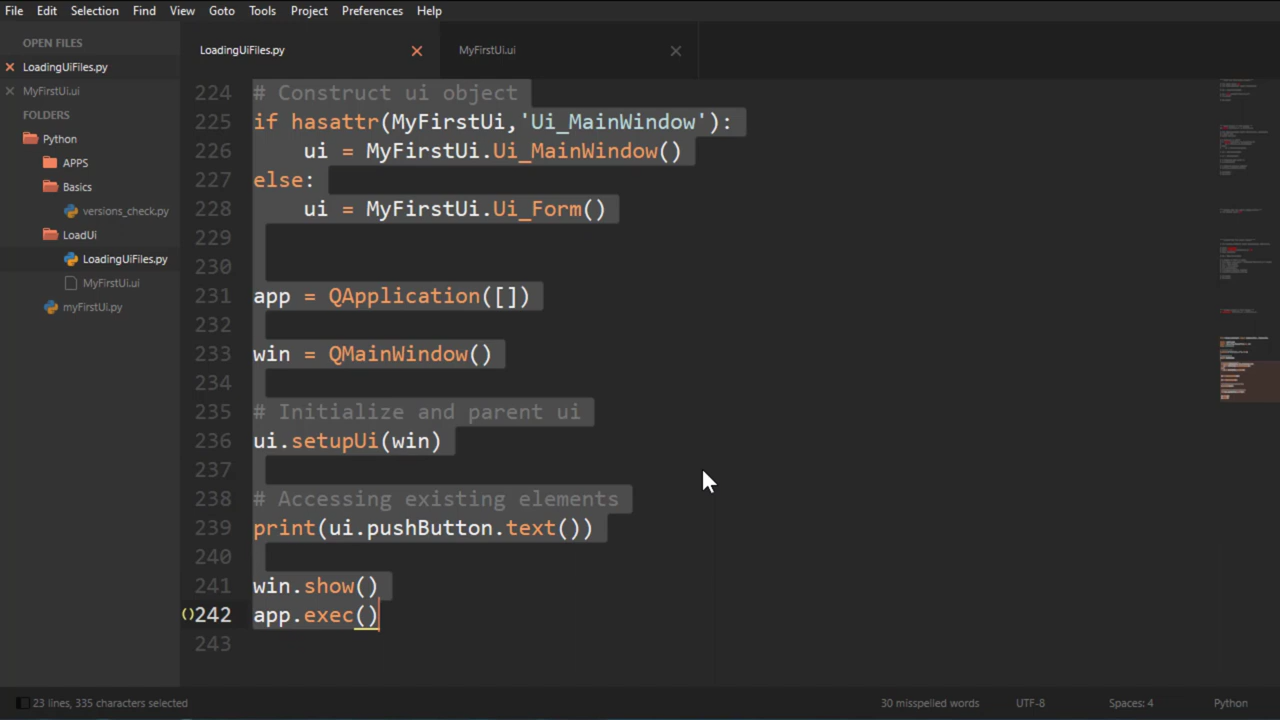 File Edit Selection Find View Goto Tools Project Preferences Help
OPEN FILES
LoadingUiFiles.py
MyFirstUi.ui
FOLDERS
Python
APPS
Basics
versions_check.py
LoadUi
LoadingUiFiles.py
MyFirstUi.ui
myFirstUi.py
LoadingUiFiles.py MyFirstUi.ui
224 # Construct ui object
225 if hasattr(MyFirstUi,'Ui_MainWindow'):
226     ui = MyFirstUi.Ui_MainWindow()
227 else:
228     ui = MyFirstUi.Ui_Form()
229
230
231 app = QApplication([])
232
233 win = QMainWindow()
234
235 # Initialize and parent ui
236 ui.setupUi(win)
237
238 # Accessing existing elements
239 print(ui.pushButton.text())
240
241 win.show()
()242 app.exec()
243
23 lines, 335 characters selected 30 misspelled words UTF-8 Spaces: 4 Python